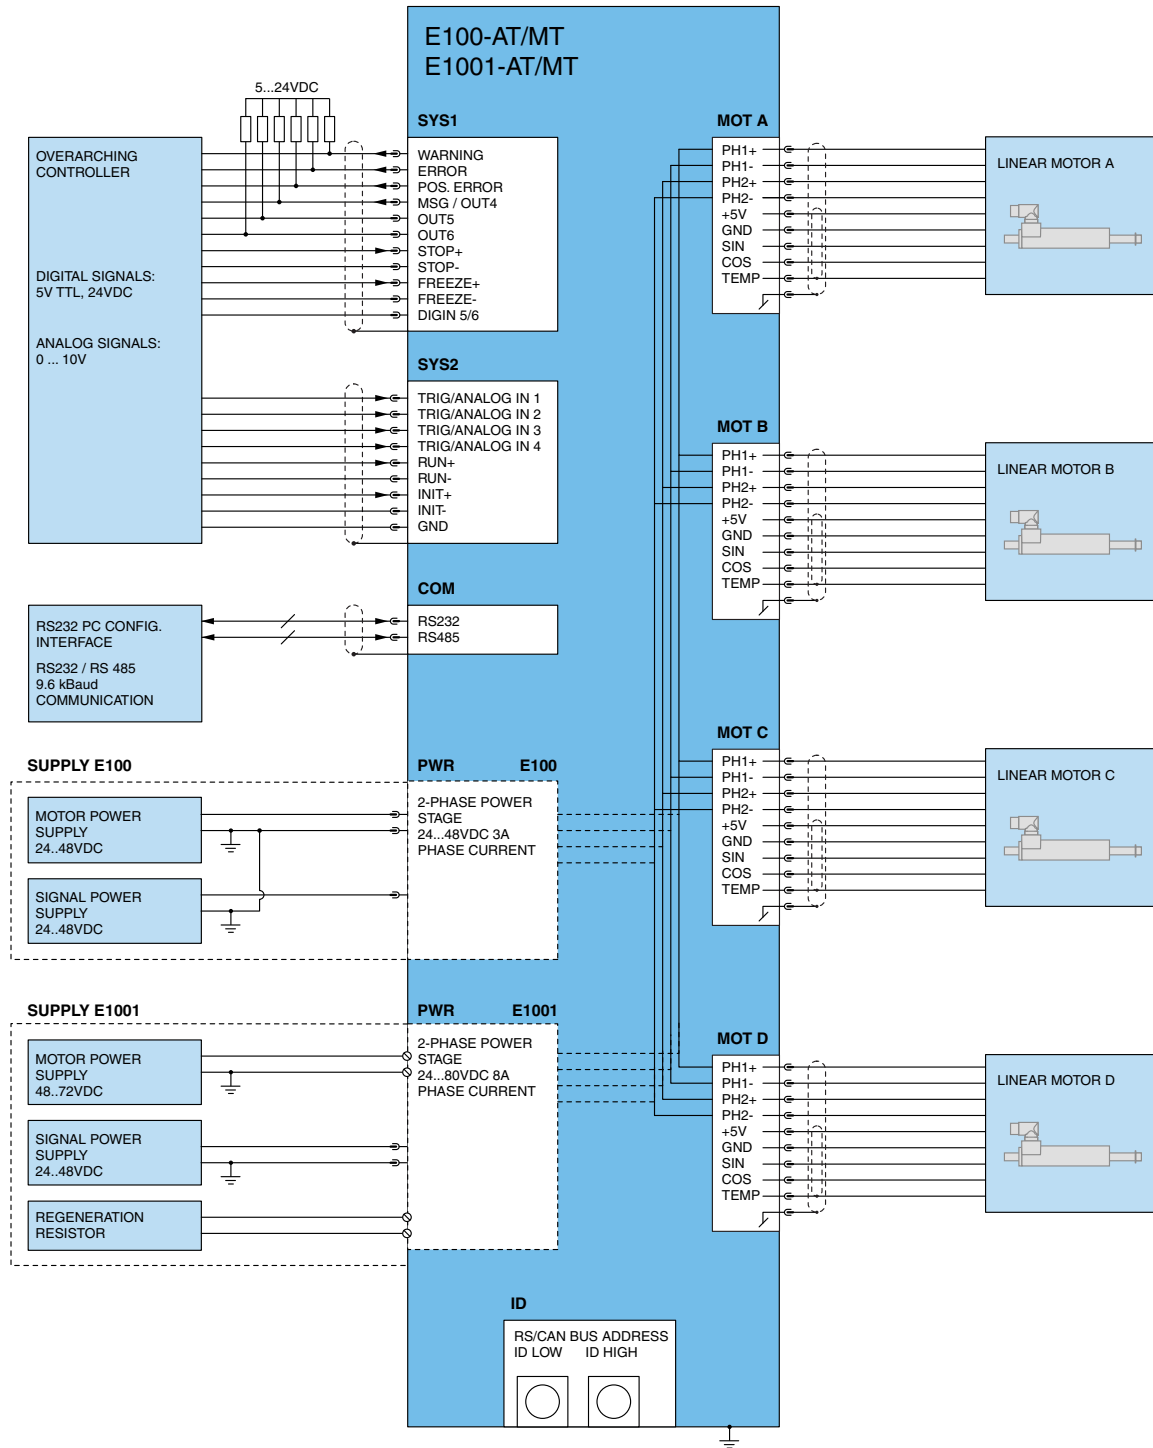 E100-AT/MT
E1001-AT/MT
5...24VDC
SYS1
OVERARCHING
CONTROLLER
DIGITAL SIGNALS:
5V TTL, 24VDC
ANALOG SIGNALS:
0 ... 10V
WARNING
ERROR
POS. ERROR
MSG / OUT4
OUT5
OUT6
STOP+
STOP-
FREEZE+
FREEZE-
DIGIN 5/6
SYS2
TRIG/ANALOG IN 1
TRIG/ANALOG IN 2
TRIG/ANALOG IN 3
TRIG/ANALOG IN 4
RUN+
RUN-
INIT+
INIT-
GND
COM
RS232 PC CONFIG.
INTERFACE
RS232 / RS 485
9.6 kBaud
COMMUNICATION
RS232
RS485
SUPPLY E100
PWR E100
MOTOR POWER
SUPPLY
24..48VDC
SIGNAL POWER
SUPPLY
24..48VDC
2-PHASE POWER
STAGE
24...48VDC 3A
PHASE CURRENT
SUPPLY E1001
PWR E1001
MOTOR POWER
SUPPLY
48..72VDC
SIGNAL POWER
SUPPLY
24..48VDC
REGENERATION
RESISTOR
2-PHASE POWER
STAGE
24...80VDC 8A
PHASE CURRENT
ID
RS/CAN BUS ADDRESS
ID LOW ID HIGH
MOT A
PH1+
PH1-
PH2+
PH2-
+5V
GND
SIN
COS
TEMP
LINEAR MOTOR A
MOT B
PH1+
PH1-
PH2+
PH2-
+5V
GND
SIN
COS
TEMP
LINEAR MOTOR B
MOT C
PH1+
PH1-
PH2+
PH2-
+5V
GND
SIN
COS
TEMP
LINEAR MOTOR C
MOT D
PH1+
PH1-
PH2+
PH2-
+5V
GND
SIN
COS
TEMP
LINEAR MOTOR D